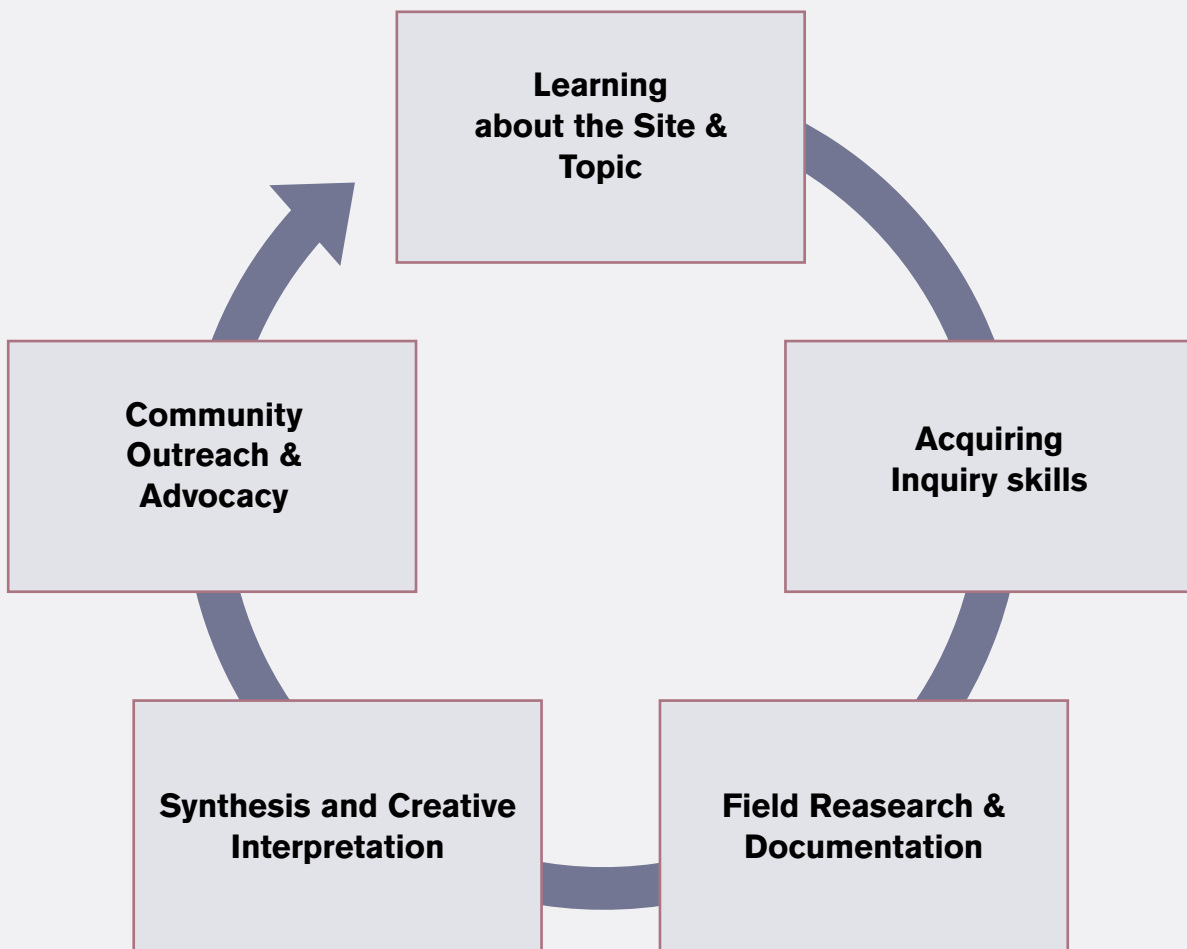 Learning
about the Site &
Topic
Acquiring
Inquiry skills
Field Reasearch &
Documentation
Synthesis and Creative
Interpretation
Community
Outreach &
Advocacy